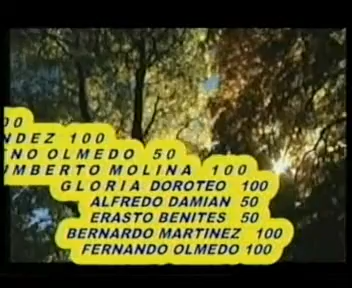 00
NDEZ 100
NO OLMEDO 50
UMBERTO MOLINA 100
GLORIA DOROTEO 100
ALFREDO DAMIAN 50
ERASTO BENITES 50
BERNARDO MARTINEZ 100
FERNANDO OLMEDO 100